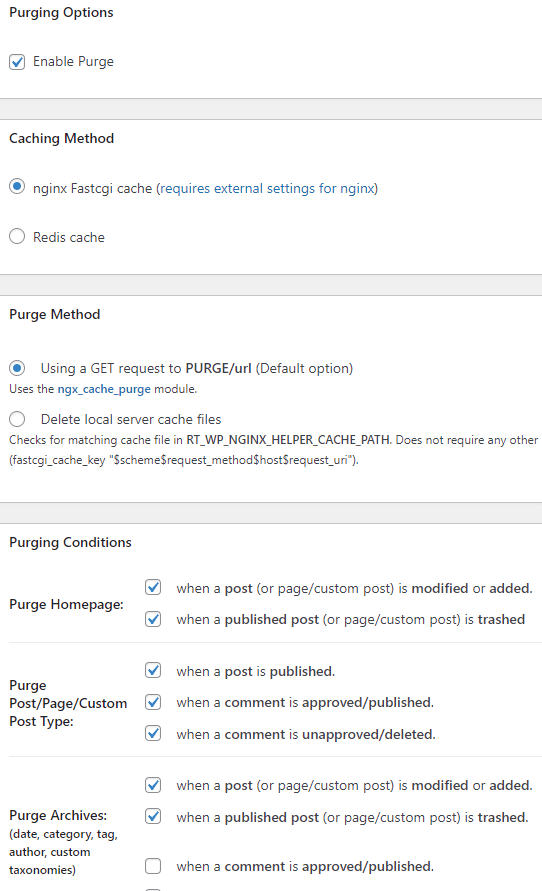 Purging Options
Enable Purge
Caching Method
nginx Fastcgi cache (requires external settings for nginx)
Redis cache
Purge Method
Using a GET request to PURGE/url (Default option)
Uses the ngx_cache_purge module.
Delete local server cache files
Checks for matching cache file in RT_WP_NGINX_HELPER_CACHE_PATH. Does not require any other
(fastcgi_cache_key "$scheme$request_method$host$request_uri").
Purging Conditions
Purge Homepage:
when a post (or page/custom post) is modified or added.
when a published post (or page/custom post) is trashed
Purge
Post/Page/Custom
Post Type:
when a post is published.
when a comment is approved/published.
when a comment is unapproved/deleted.
Purge Archives:
(date, category, tag,
author, custom
taxonomies)
when a post (or page/custom post) is modified or added.
when a published post (or page/custom post) is trashed.
when a comment is approved/published.